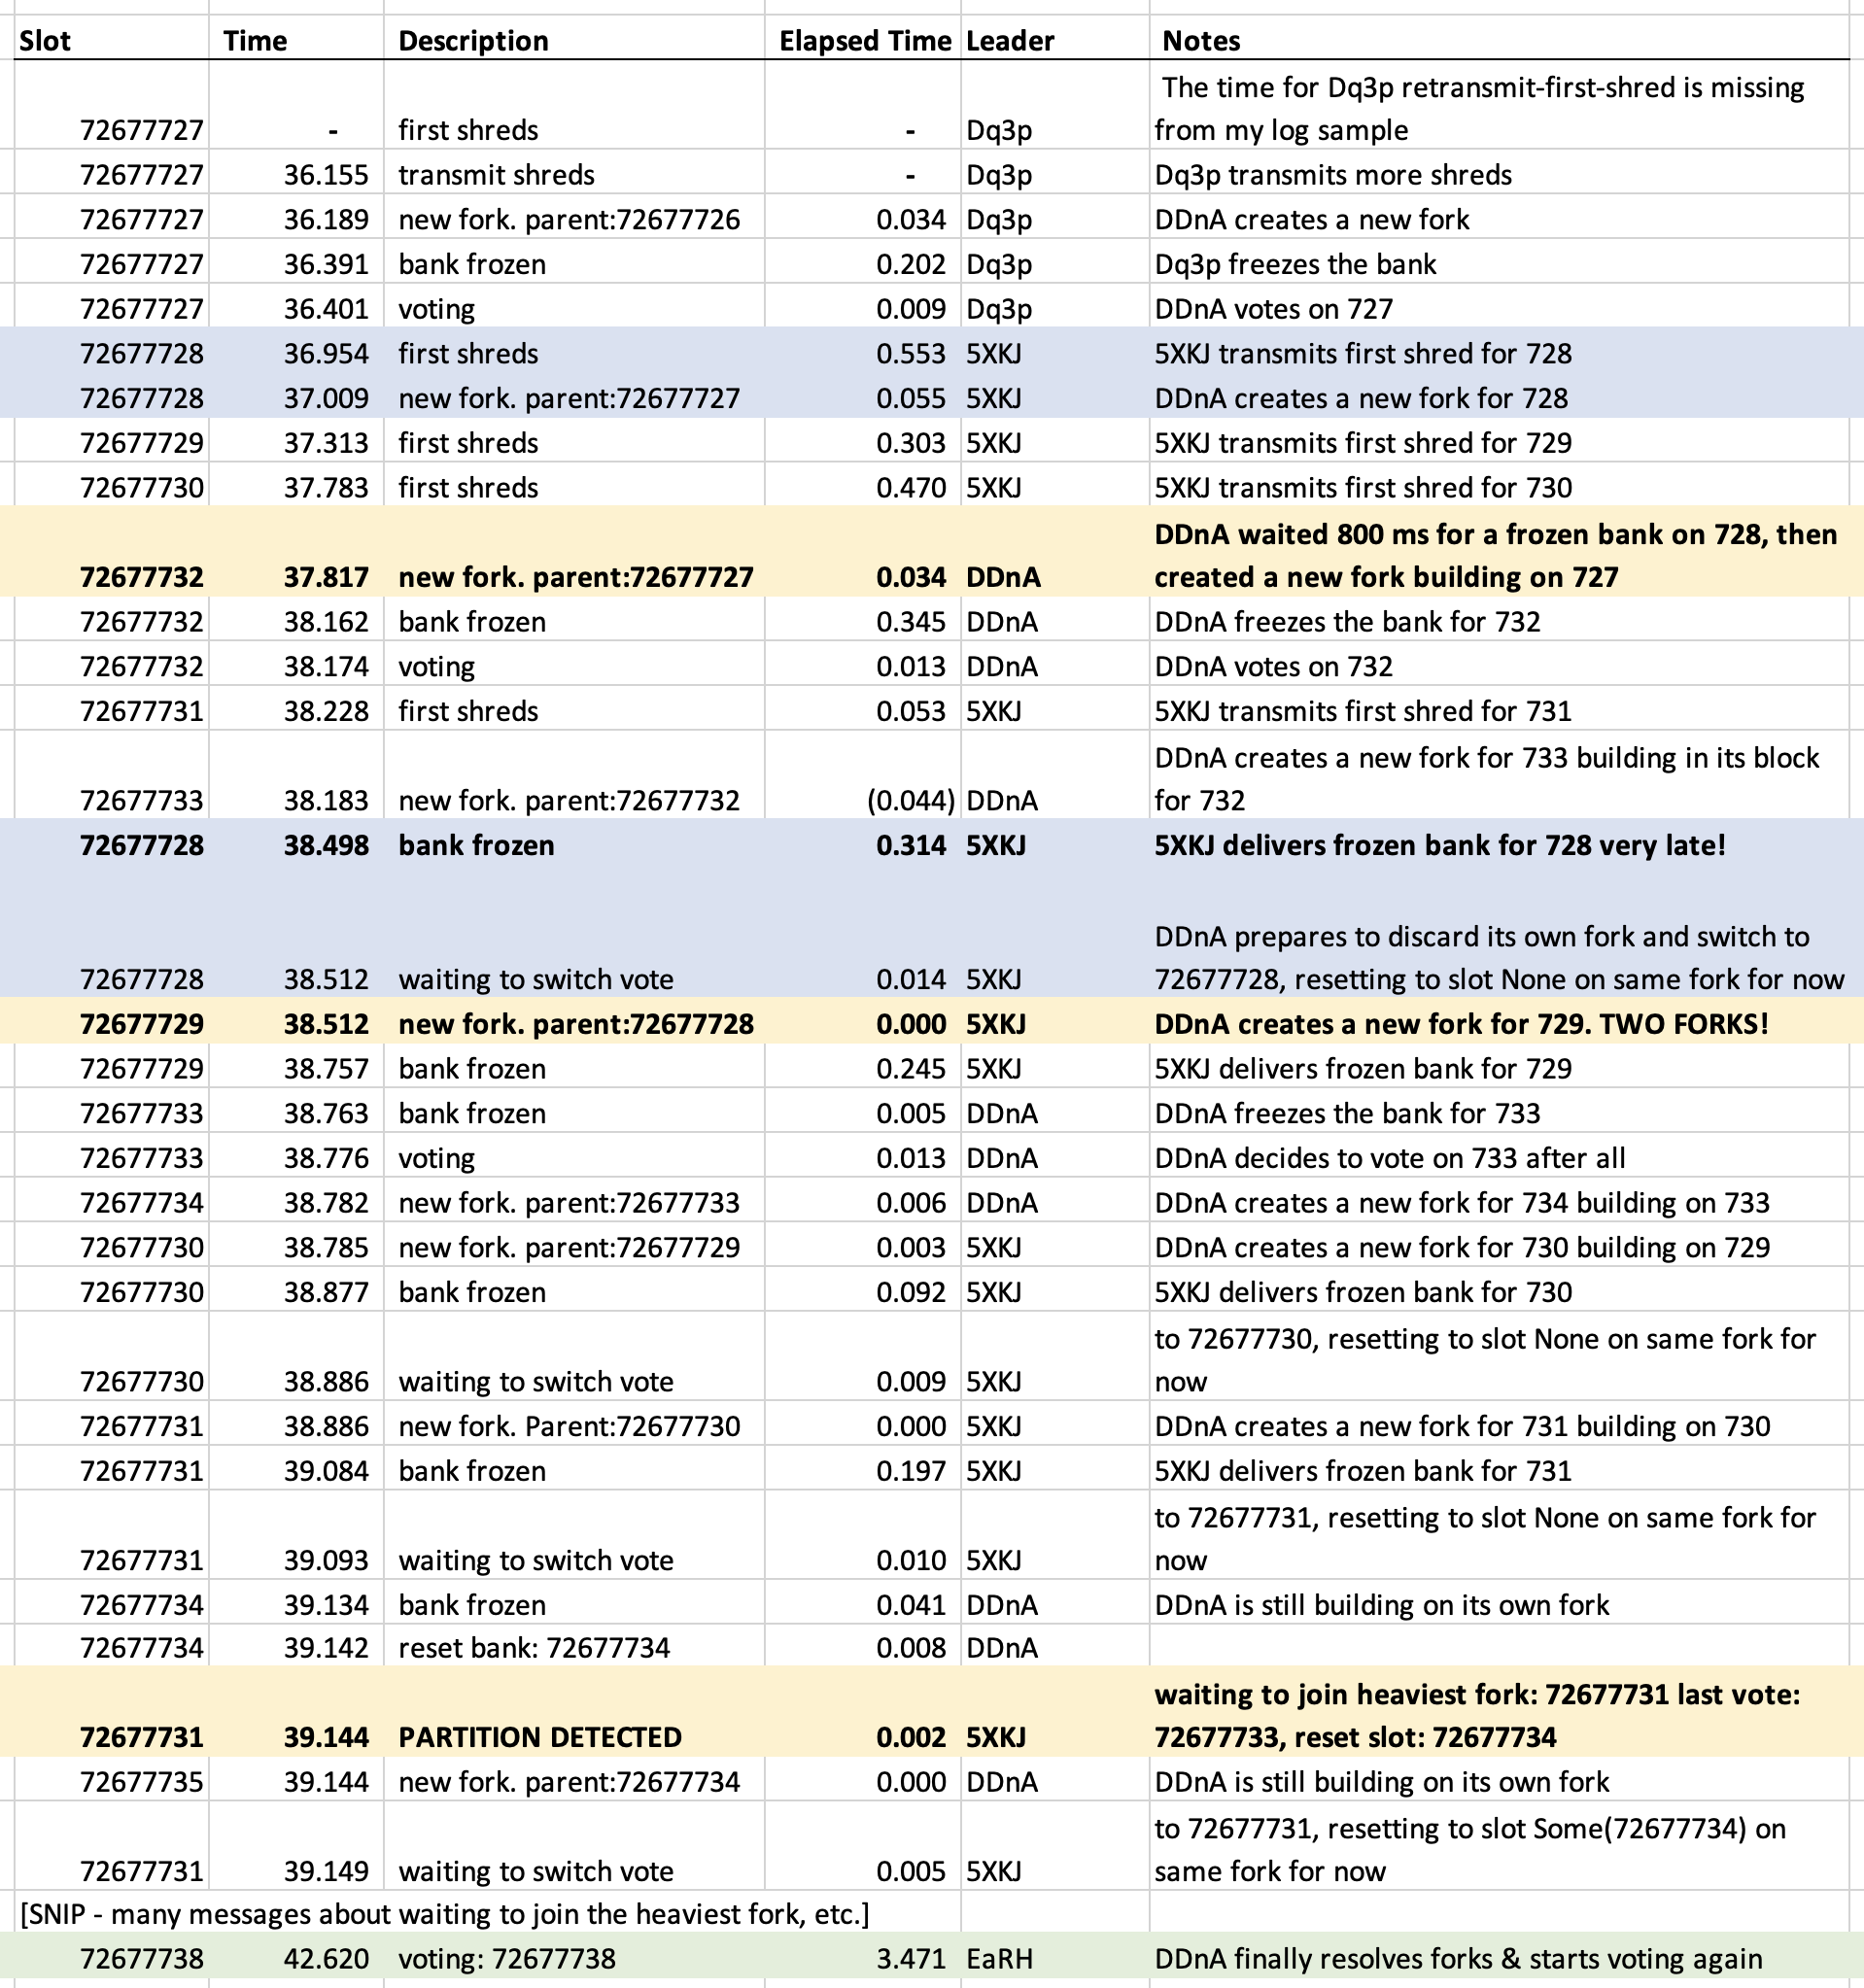 Slot Time Description Elapsed Time Leader Notes
The time for Dq3p retransmit-first-shred is missing
72677727 - first shreds - Dq3p from my log sample
72677727 36.155 transmit shreds - Dq3p Dq3p transmits more shreds
72677727 36.189 new fork. parent:72677726 0.034 Dq3p DDnA creates a new fork
72677727 36.391 bank frozen 0.202 Dq3p Dq3p freezes the bank
72677727 36.401 voting 0.009 Dq3p DDnA votes on 727
72677728 36.954 first shreds 0.553 5XKJ 5XKJ transmits first shred for 728
72677728 37.009 new fork. parent:72677727 0.055 5XKJ DDnA creates a new fork for 728
72677729 37.313 first shreds 0.303 5XKJ 5XKJ transmits first shred for 729
72677730 37.783 first shreds 0.470 5XKJ 5XKJ transmits first shred for 730
DDnA waited 800 ms for a frozen bank on 728, then
72677732 37.817 new fork. parent:72677727 0.034 DDnA created a new fork building on 727
72677732 38.162 bank frozen 0.345 DDnA DDnA freezes the bank for 732
72677732 38.174 voting 0.013 DDnA DDnA votes on 732
72677731 38.228 first shreds 0.053 5XKJ 5XKJ transmits first shred for 731
DDnA creates a new fork for 733 building in its block
72677733 38.183 new fork. parent:72677732 (0.044) DDnA for 732
72677728 38.498 bank frozen 0.314 5XKJ 5XKJ delivers frozen bank for 728 very late!
DDnA prepares to discard its own fork and switch to
72677728 38.512 waiting to switch vote 0.014 5XKJ 72677728, resetting to slot None on same fork for now
72677729 38.512 new fork. parent:72677728 0.000 5XKJ DDnA creates a new fork for 729. TWO FORKS!
72677729 38.757 bank frozen 0.245 5XKJ 5XKJ delivers frozen bank for 729
72677733 38.763 bank frozen 0.005 DDnA DDnA freezes the bank for 733
72677733 38.776 voting 0.013 DDnA DDnA decides to vote on 733 after all
72677734 38.782 new fork. parent:72677733 0.006 DDnA DDnA creates a new fork for 734 building on 733
72677730 38.785 new fork. parent:72677729 0.003 5XKJ DDnA creates a new fork for 730 building on 729
72677730 38.877 bank frozen 0.092 5XKJ 5XKJ delivers frozen bank for 730
to 72677730, resetting to slot None on same fork for
72677730 38.886 waiting to switch vote 0.009 5XKJ now
72677731 38.886 new fork. Parent:72677730 0.000 5XKJ DDnA creates a new fork for 731 building on 730
72677731 39.084 bank frozen 0.197 5XKJ 5XKJ delivers frozen bank for 731
to 72677731, resetting to slot None on same fork for
72677731 39.093 waiting to switch vote 0.010 5XKJ now
72677734 39.134 bank frozen 0.041 DDnA DDnA is still building on its own fork
72677734 39.142 reset bank: 72677734 0.008 DDnA
waiting to join heaviest fork: 72677731 last vote:
72677731 39.144 PARTITION DETECTED 0.002 5XKJ 72677733, reset slot: 72677734
72677735 39.144 new fork. parent:72677734 0.000 DDnA DDnA is still building on its own fork
to 72677731, resetting to slot Some(72677734) on
72677731 39.149 waiting to switch vote 0.005 5XKJ same fork for now
[SNIP - many messages about waiting to join the heaviest fork, etc.]
72677738 42.620 voting: 72677738 3.471 EaRH DDnA finally resolves forks & starts voting again